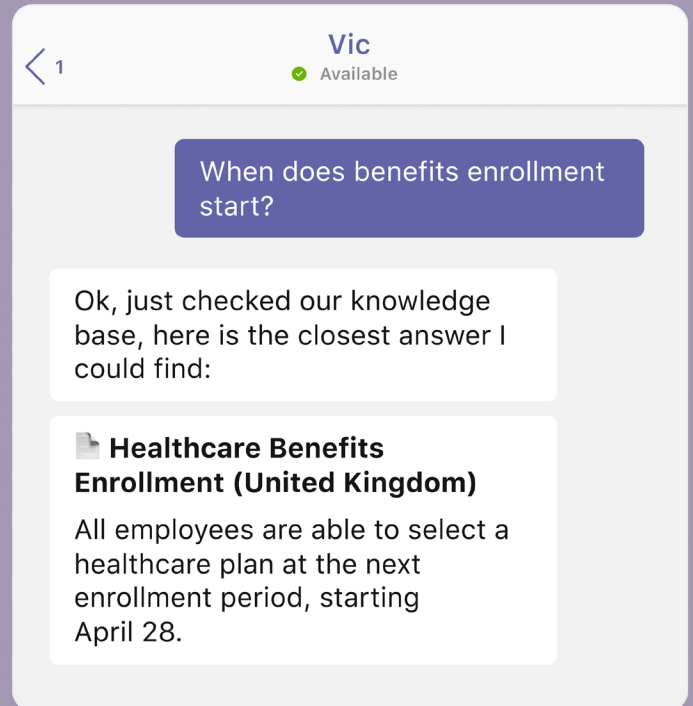 Vic
1
Available
When does benefits enrollment
start?
Ok, just checked our knowledge
base, here is the closest answer I
could find:
Healthcare Benefits
Enrollment (United Kingdom)
All employees are able to select a
healthcare plan at the next
enrollment period, starting
April 28.